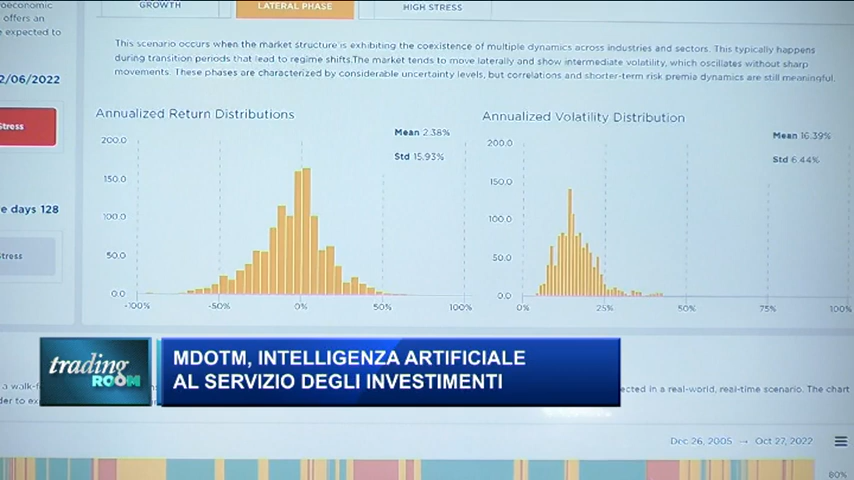 oeconomic
offers an
expected to
GROWTH
LATERAL PHASE
HIGH STRESS
This scenario occurs when the market structure is exhibiting the coexistence of multiple dynamics across industries and sectors. This typically happens
during transition periods that lead to regime shifts.The market tends to move laterally and show intermediate volatility, which oscillates without sharp
movements. These phases are characterized by considerable uncertainty levels, but correlations and shorter-term risk premia dynamics are still meaningful.
2/06/2022
Stress
e days 128
Stress
Annualized Return Distributions
Mean 2.38%
Std 15.93%
200.0
150.0
100.0
50.0
0.0
-100% -50% 0% 50% 100%
Annualized Volatility Distribution
Mean 16.39%
Std 6.44%
200.0
150.0
100.0
50.0
0.0
0% 25% 50% 75% 100%
trading
ROOM
MDOTM, INTELLIGENZA ARTIFICIALE
AL SERVIZIO DEGLI INVESTIMENTI
a walk-f
ected in a real-world, real-time scenario. The chart
der to ex
Dec 26, 2005 → Oct 27, 2022
80%